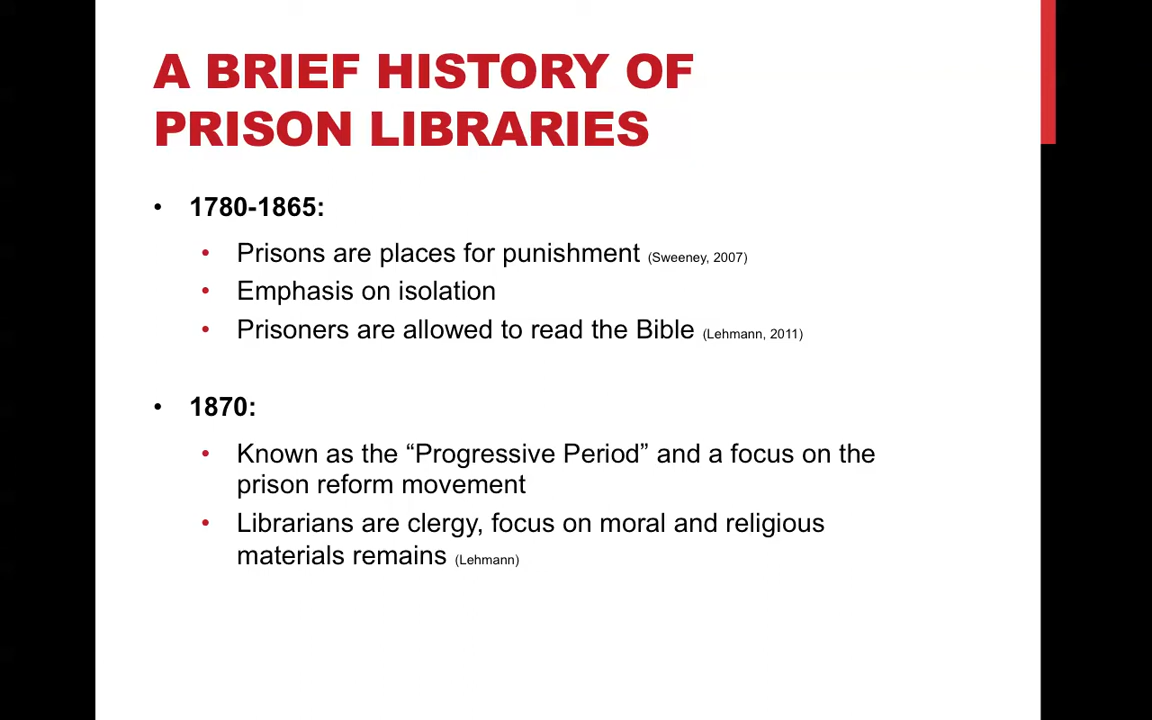 A BRIEF HISTORY OF
PRISON LIBRARIES
• 1780-1865:
• Prisons are places for punishment (Sweeney, 2007)
• Emphasis on isolation
• Prisoners are allowed to read the Bible (Lehmann, 2011)
• 1870:
• Known as the “Progressive Period” and a focus on the
prison reform movement
• Librarians are clergy, focus on moral and religious
materials remains (Lehmann)